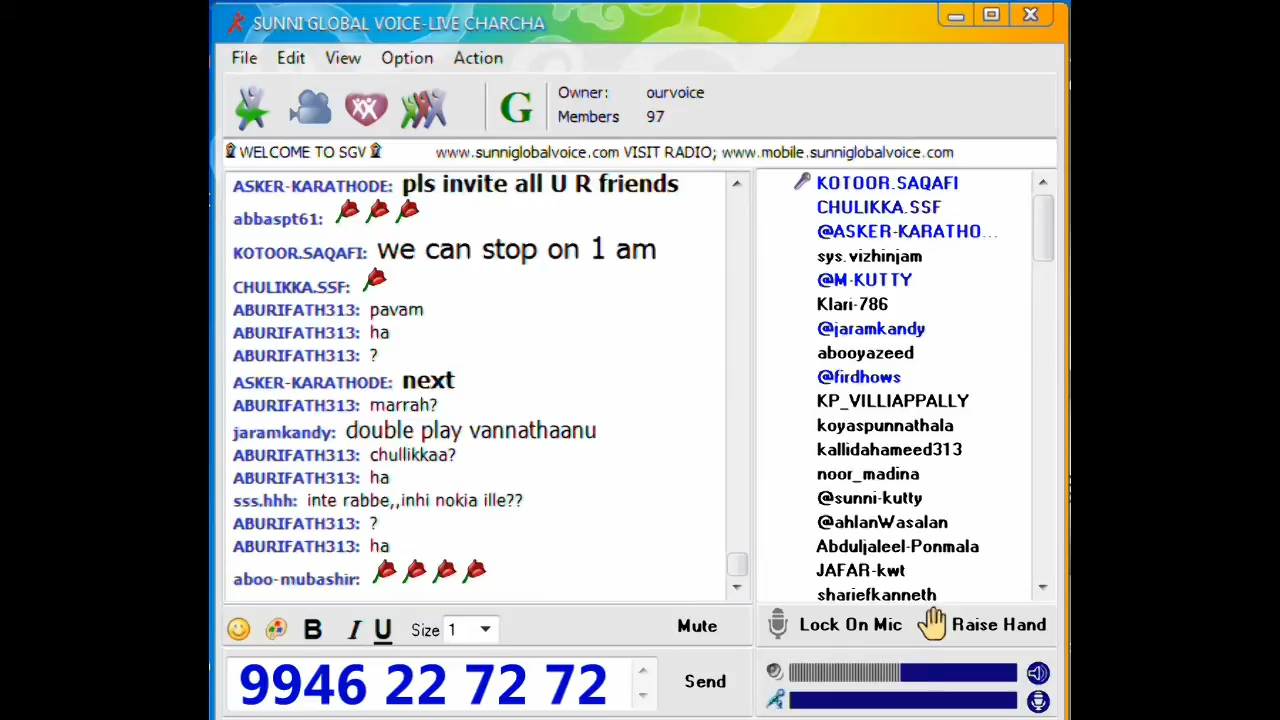 SUNNI GLOBAL VOICE-LIVE CHARCHA
File Edit View Option Action
G
Owner: ourvoice
Members 97
WELCOME TO SGV www.sunniglobalvoice.com VISIT RADIO; www.mobile.sunniglobalvoice.com
ASKER-KARATHODE: pls invite all U R friends
abbaspt61:
KOTOOR.SAQAFI: we can stop on 1 am
CHULIKKA.SSF:
ABURIFATH313: pavam
ABURIFATH313: ha
ABURIFATH313: ?
ASKER-KARATHODE: next
ABURIFATH313: marrah?
jaramkandy: double play vannathaanu
ABURIFATH313: chullikkaa?
ABURIFATH313: ha
sss.hhh: inte rabbe,,inhi nokia ille??
ABURIFATH313: ?
ABURIFATH313: ha
aboo-mubashir:
KOTOOR.SAQAFI
CHULIKKA.SSF
@ASKER-KARATHO...
sys.vizhinjam
@M-KUTTY
Klari-786
@jaramkandy
abooyazeed
@firdhows
KP_VILLIAPPALLY
koyaspunnathala
kallidahameed313
noor_madina
@sunni-kutty
@ahlanWasalan
Abduljaleel-Ponmala
JAFAR-kwt
shariefkanneth
B I U Size 1 Mute
Lock On Mic Raise Hand
9946 22 72 72 Send